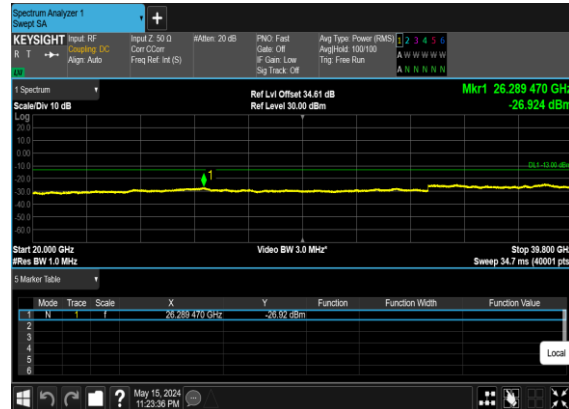 Spectrum Analyzer 1
Swept SA
KEYSIGHT Input: RF Input Z: 50 Ω #Atten: 20 dB PNO: Fast Avg Type: Power (RMS) 1 2 3 4 5 6
R T Coupling: DC Corr CCorr Gate: Off Avg|Hold: 100/100 A W W W W W
Align: Auto Freq Ref: Int (S) IF Gain: Low Trig: Free Run
LW Sig Track: Off A N N N N N
1 Spectrum Ref Lvl Offset 34.61 dB Mkr1 26.289 470 GHz
Scale/Div 10 dB Ref Level 30.00 dBm -26.924 dBm
Log
20.0
10.0
0.00
-10.0 DL1 -13.00 dBm
-20.0 1
-30.0
-40.0
-50.0
-60.0
Start 20.000 GHz Video BW 3.0 MHz* Stop 39.800 GHz
#Res BW 1.0 MHz Sweep 34.7 ms (40001 pts
5 Marker Table
Mode Trace Scale X Y Function Function Width Function Value
1 N 1 f 26.289 470 GHz -26.92 dBm
2
3
4
5
6
Local
May 15, 2024
11:23:36 PM